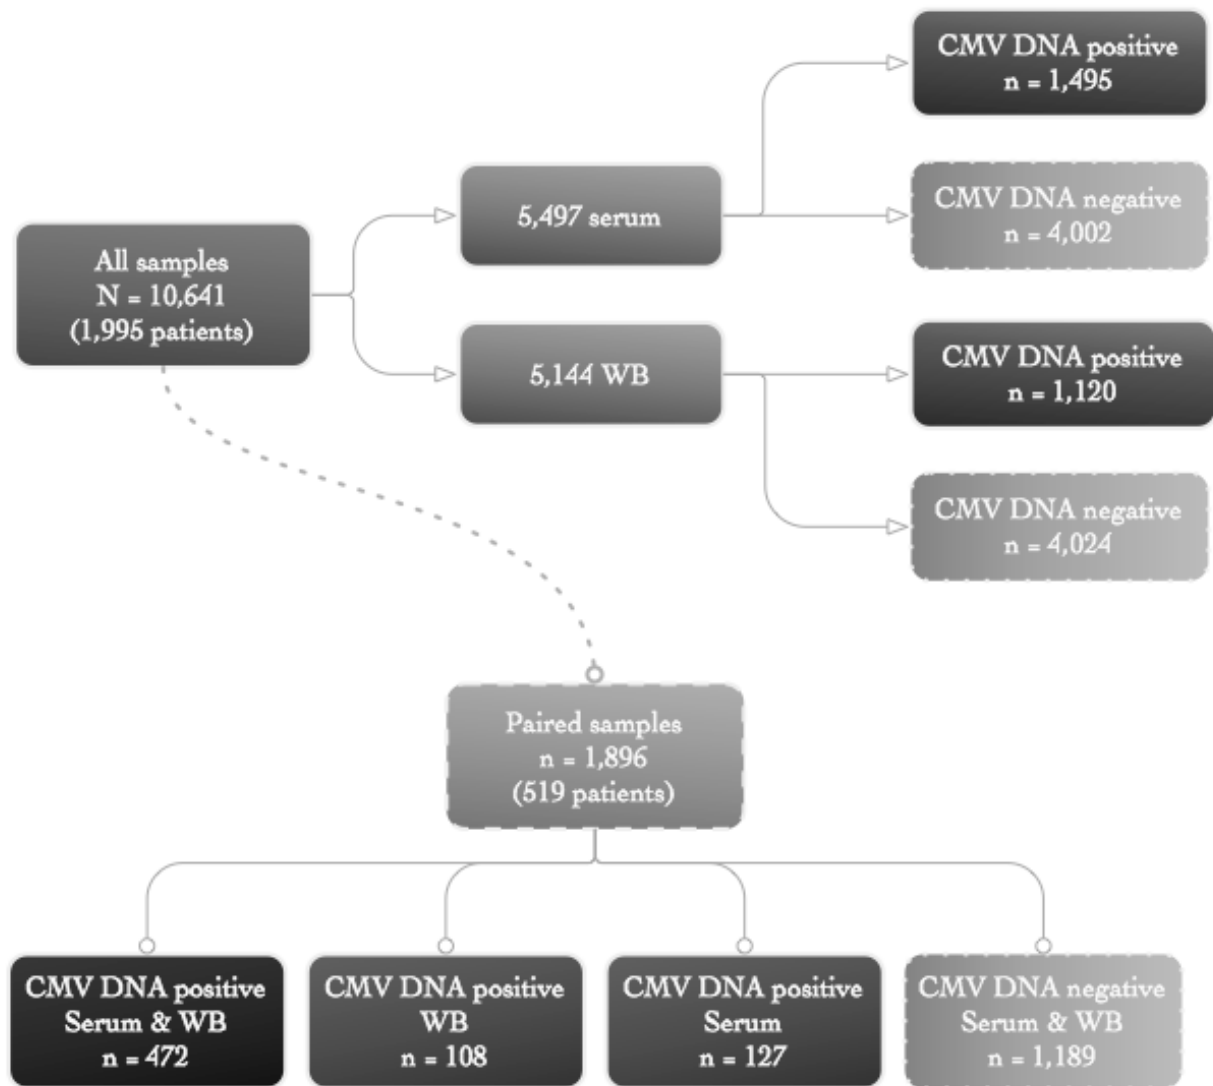 CMV DNA positive
n = 1,495
CMV DNA negative
n = 4,002
5,497 serum
All samples
N = 10,641
(1,995 patients)
5,144 WB
CMV DNA positive
n = 1,120
CMV DNA negative
n = 4,024
Paired samples
n = 1,896
(519 patients)
CMV DNA positive
Serum & WB
n = 472
CMV DNA positive
WB
n = 108
CMV DNA positive
Serum
n = 127
CMV DNA negative
Serum & WB
n = 1,189